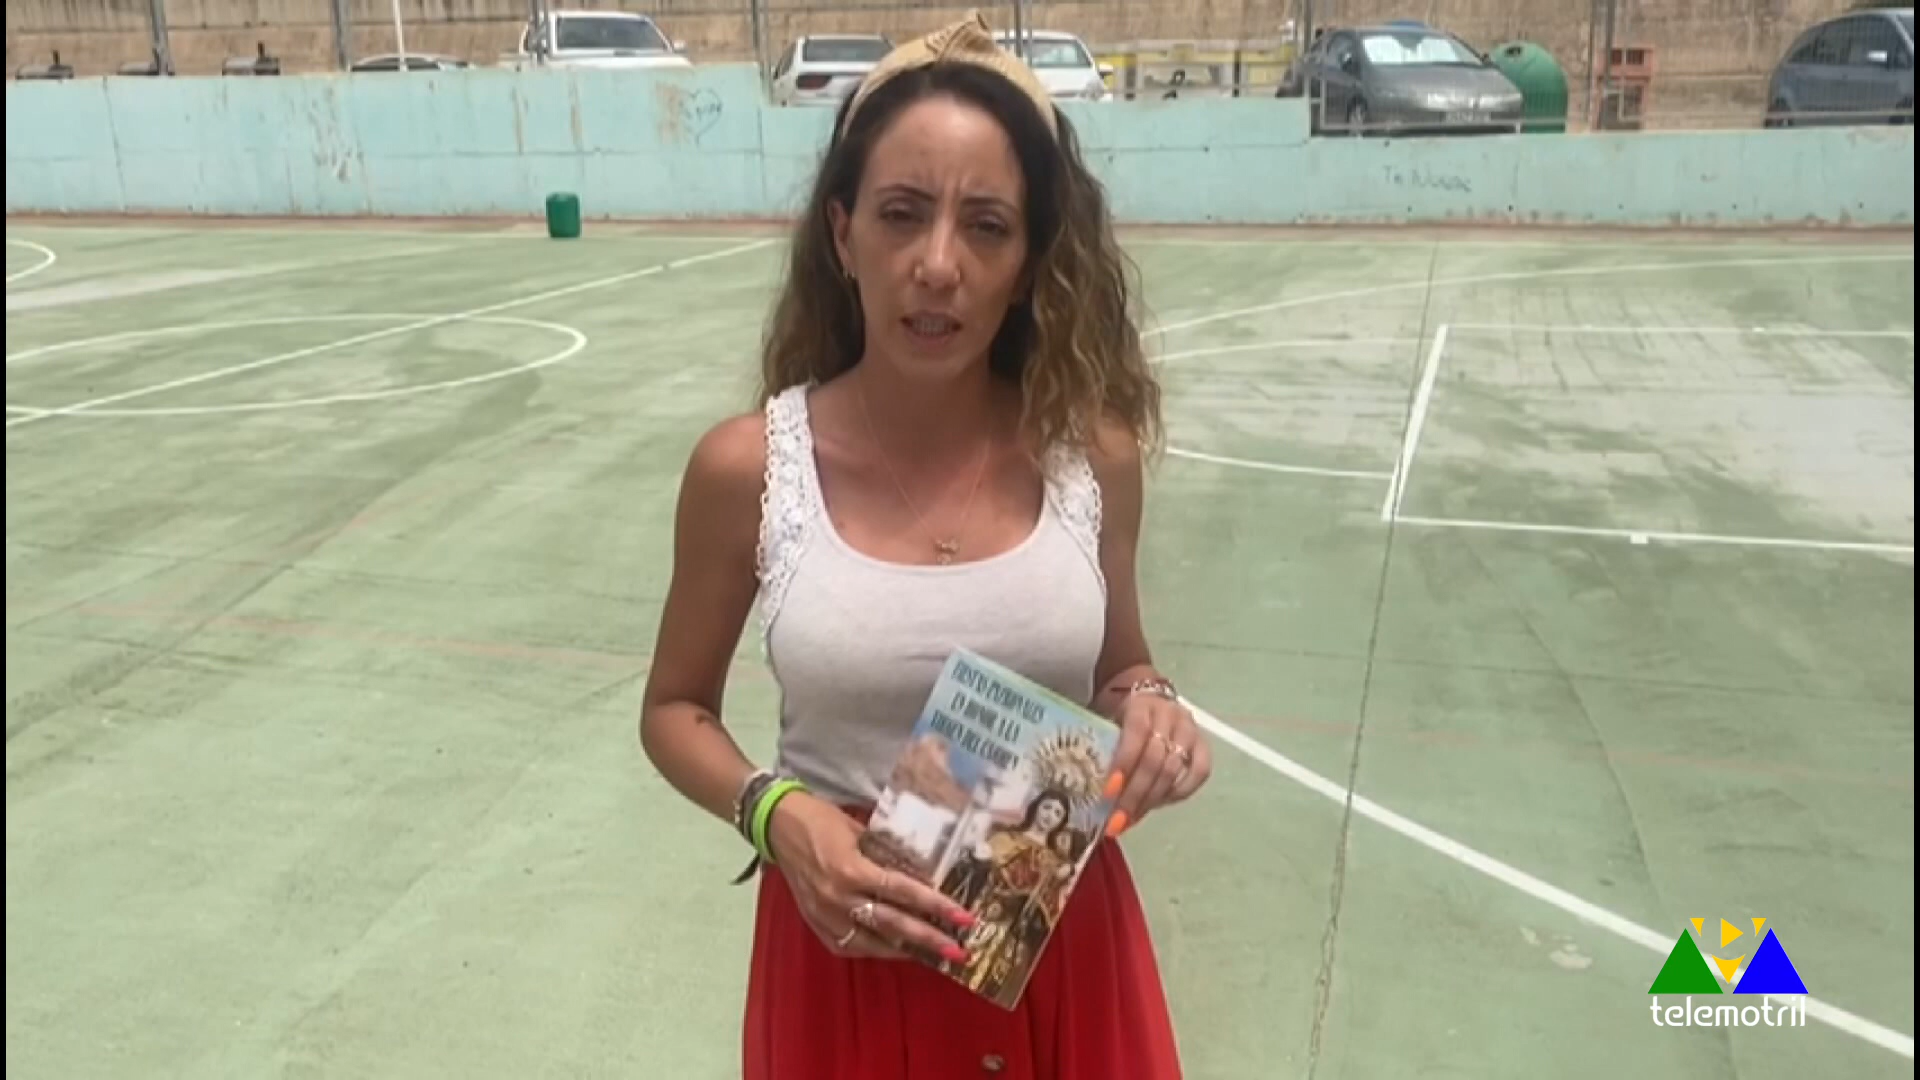 FIESTAS PATRONALES
EN HONOR A LA
VIRGEN DEL CARMEN
telemotril